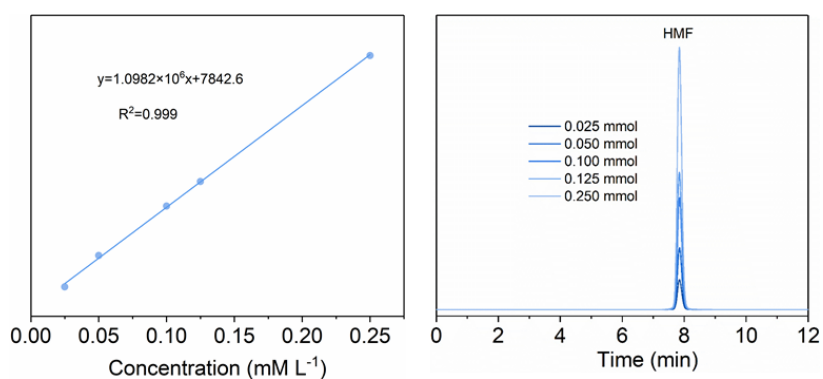 y=1.0982×10⁶x+7842.6
R²=0.999
0.00 0.05 0.10 0.15 0.20 0.25
Concentration (mM L⁻¹)
HMF
0.025 mmol
0.050 mmol
0.100 mmol
0.125 mmol
0.250 mmol
0 2 4 6 8 10 12
Time (min)